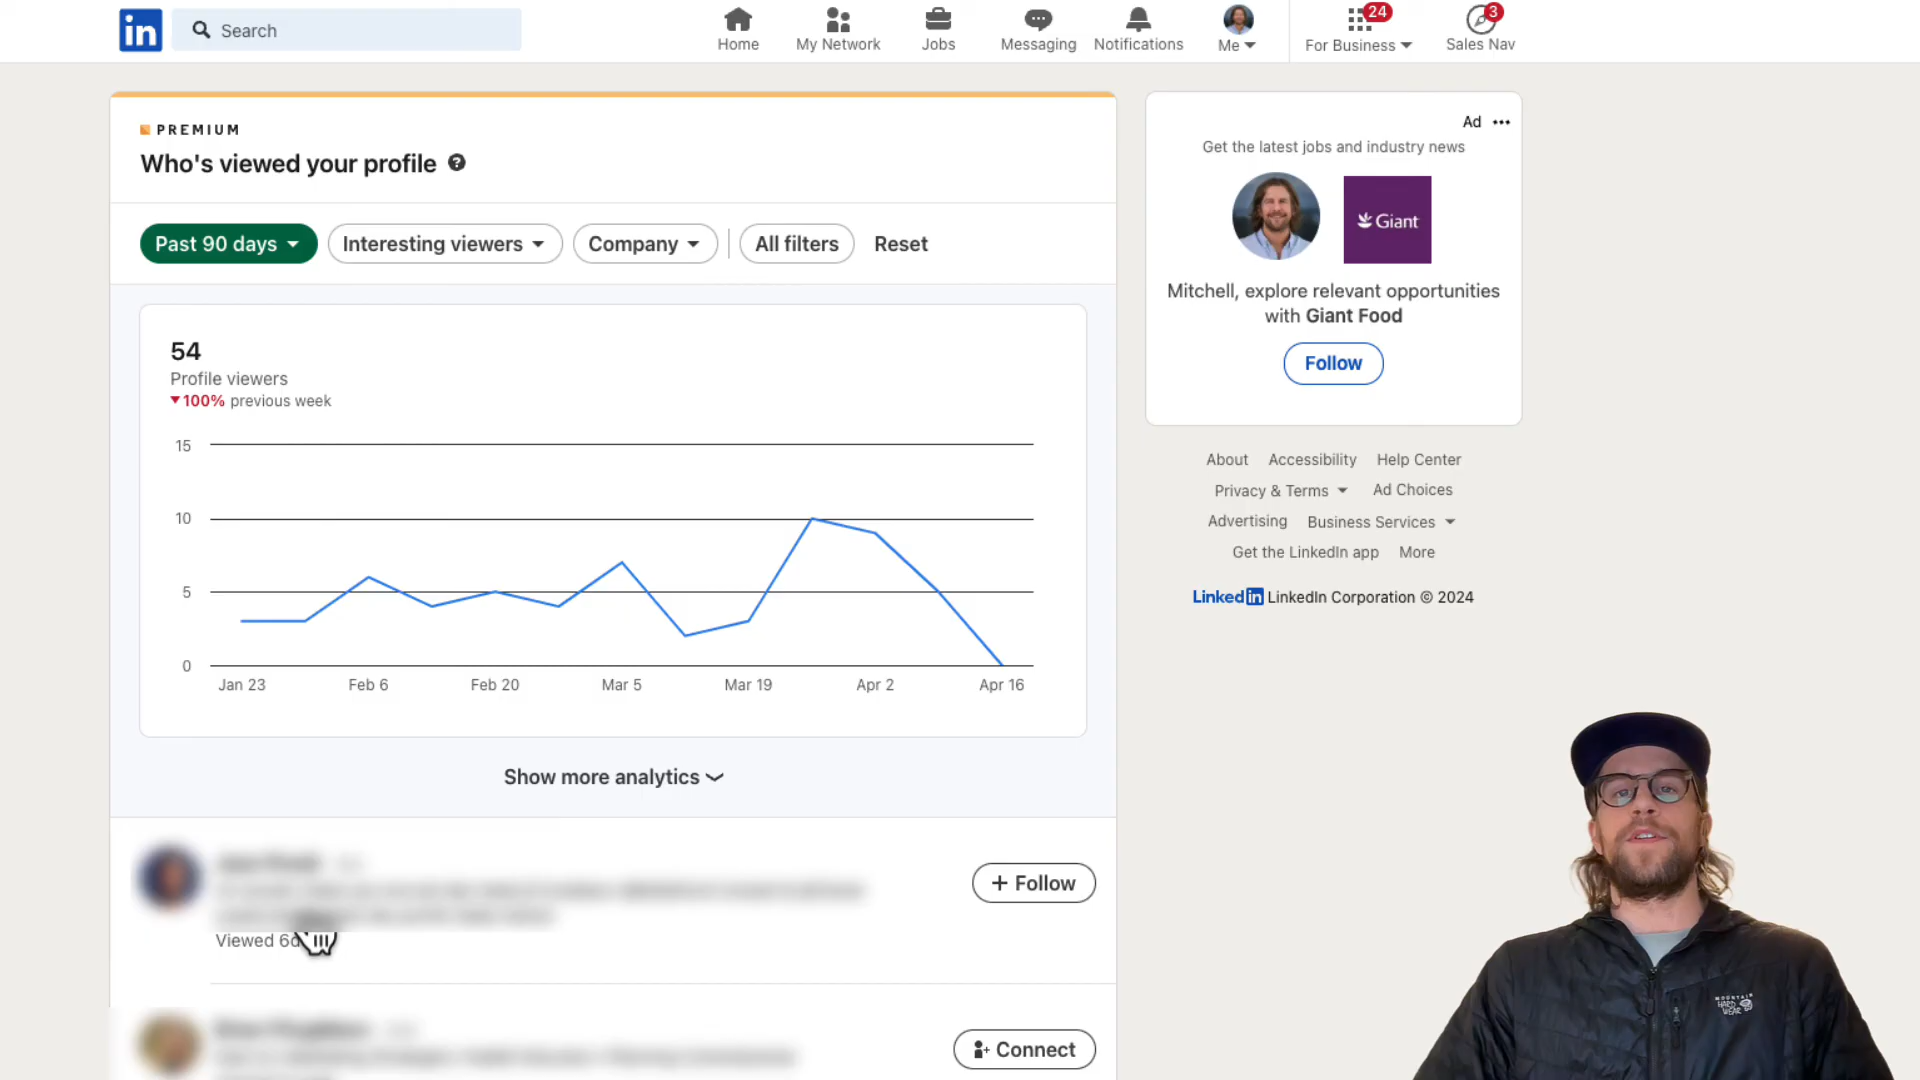 in
Search
Home
My Network
Jobs
Messaging
Notifications
Me
24
For Business
3
Sales Nav
PREMIUM
Who's viewed your profile ?
Past 90 days
Interesting viewers
Company
All filters
Reset
54
Profile viewers
100% previous week
15
10
5
0
Jan 23
Feb 6
Feb 20
Mar 5
Mar 19
Apr 2
Apr 16
Show more analytics
+ Follow
Viewed 6d
Connect
Ad
Get the latest jobs and industry news
Giant
Mitchell, explore relevant opportunities
with Giant Food
Follow
About Accessibility Help Center
Privacy & Terms Ad Choices
Advertising Business Services
Get the LinkedIn app More
LinkedIn LinkedIn Corporation © 2024
MOUNTAIN
HARD
WEAR